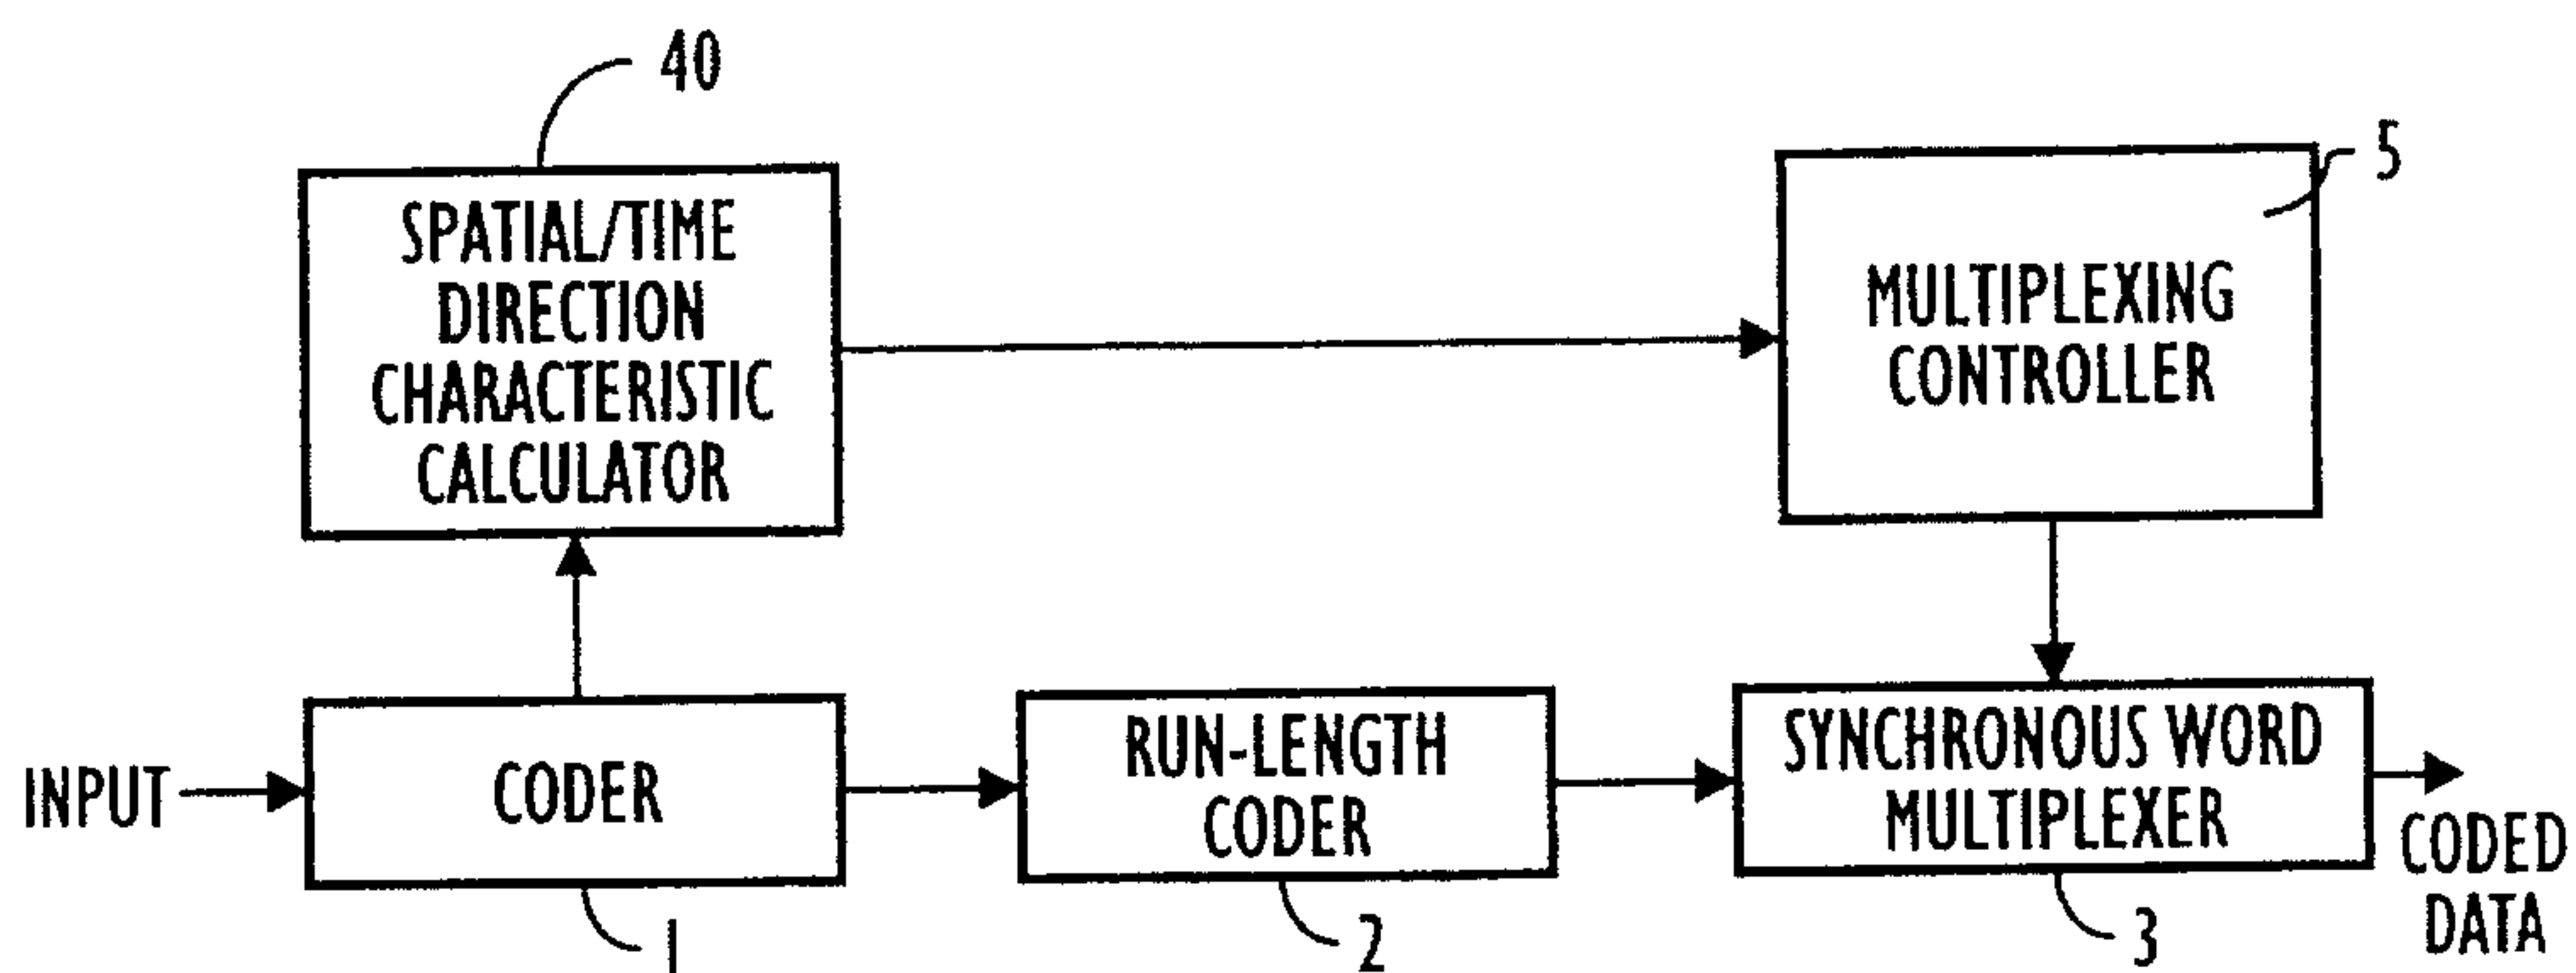 40
5
SPATIAL/TIME
DIRECTION
CHARACTERISTIC
CALCULATOR
MULTIPLEXING
CONTROLLER
INPUT
CODER
RUN-LENGTH
CODER
SYNCHRONOUS WORD
MULTIPLEXER
CODED
DATA
1
2
3